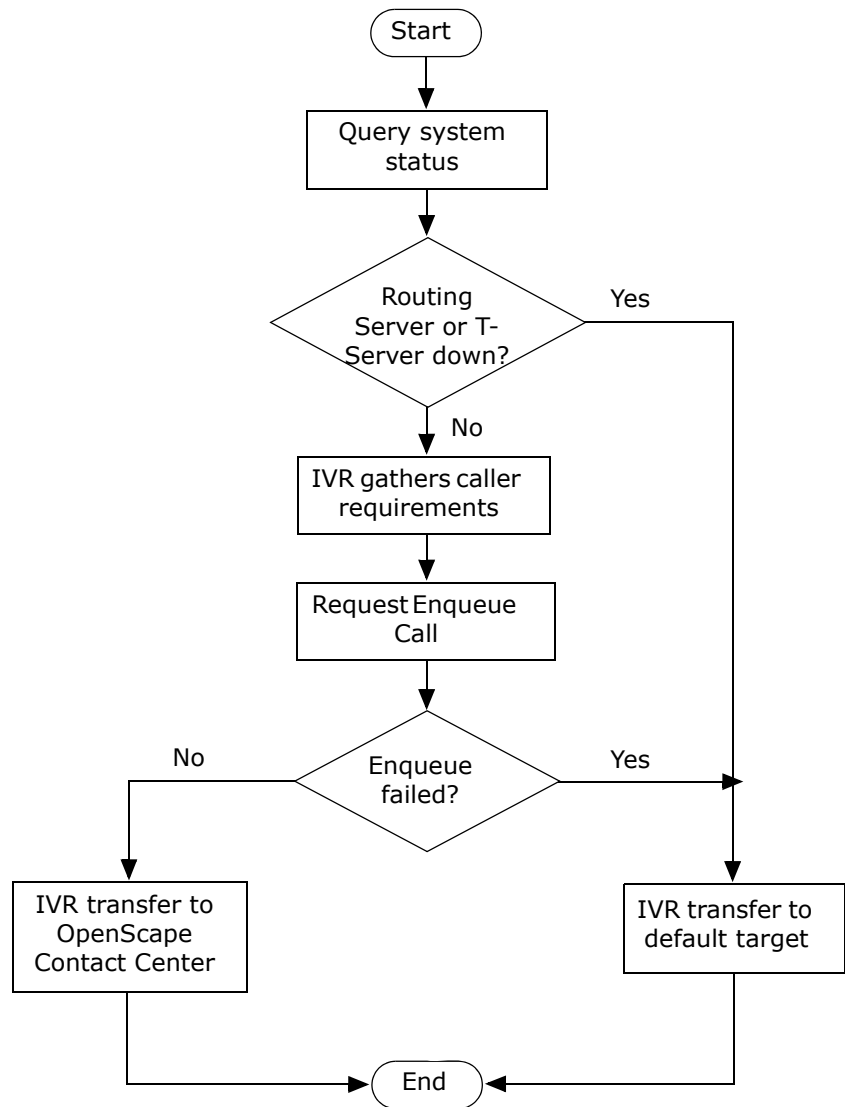 Start
Query system
status
Routing
Server or T-
Server down?
Yes
No
IVR gathers caller
requirements
Request Enqueue
Call
No
Enqueue
failed?
Yes
IVR transfer to
OpenScape
Contact Center
IVR transfer to
default target
End